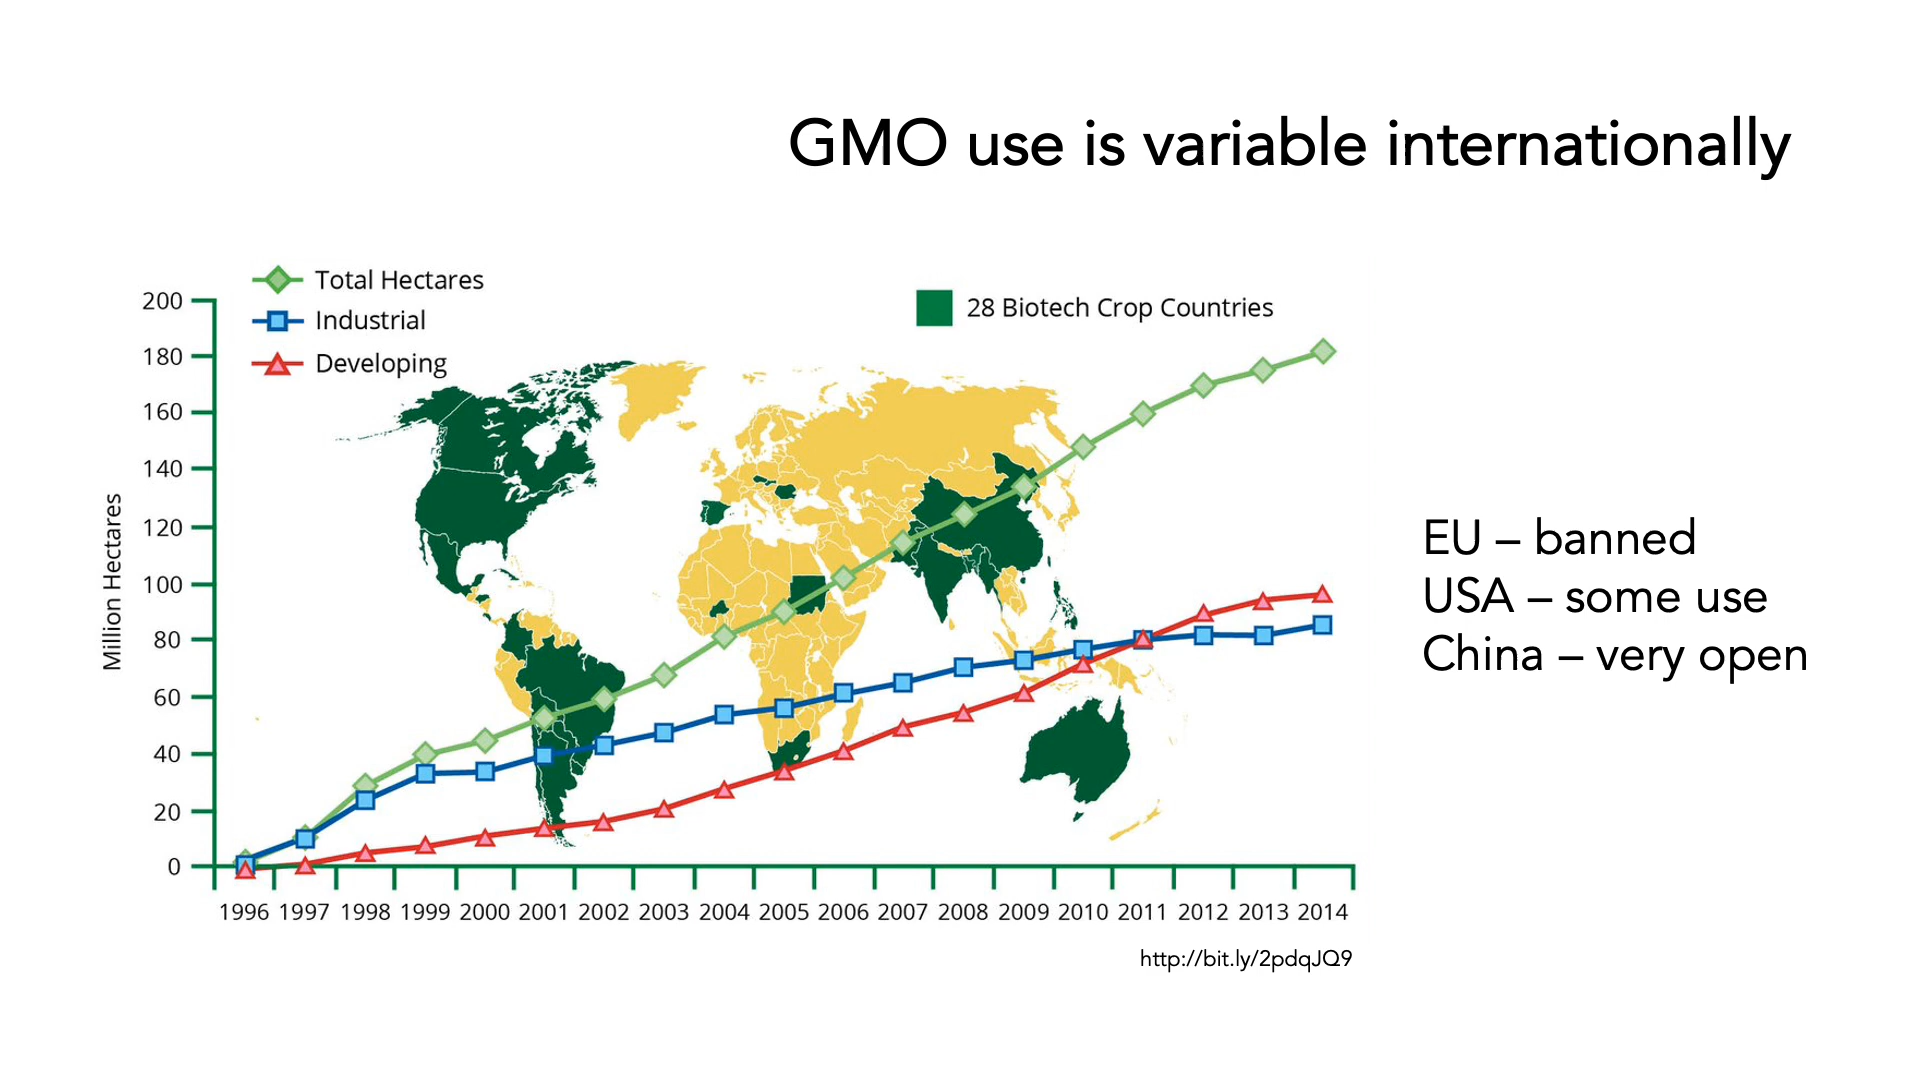 GMO use is variable internationally
Total Hectares
Industrial
Developing
28 Biotech Crop Countries
Million Hectares
200
180
160
140
120
100
80
60
40
20
0
1996 1997 1998 1999 2000 2001 2002 2003 2004 2005 2006 2007 2008 2009 2010 2011 2012 2013 2014
EU – banned
USA – some use
China – very open
http://bit.ly/2pdqJQ9